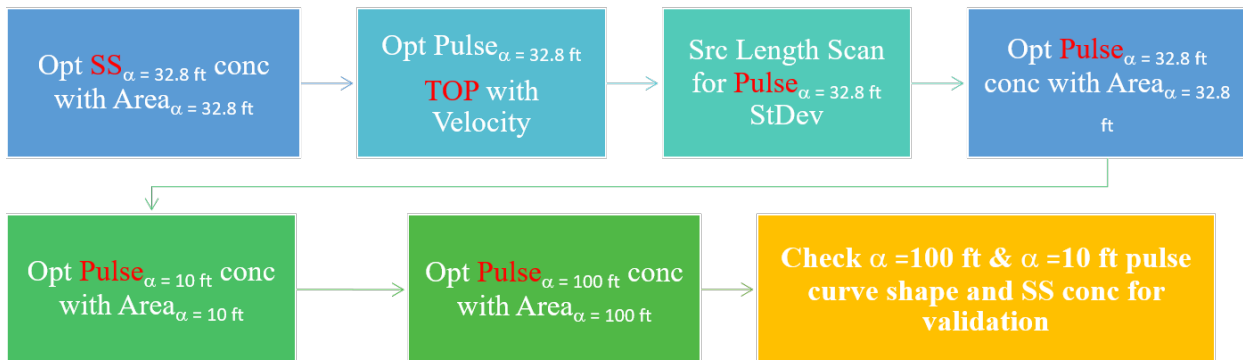 Opt SSα = 32.8 ft conc
with Areaα = 32.8 ft
Opt Pulseα = 32.8 ft
TOP with
Velocity
Src Length Scan
for Pulseα = 32.8 ft
StDev
Opt Pulseα = 32.8 ft
conc with Areaα = 32.8
ft
Opt Pulseα = 10 ft conc
with Areaα = 10 ft
Opt Pulseα = 100 ft conc
with Areaα = 100 ft
Check α =100 ft & α =10 ft pulse
curve shape and SS conc for
validation